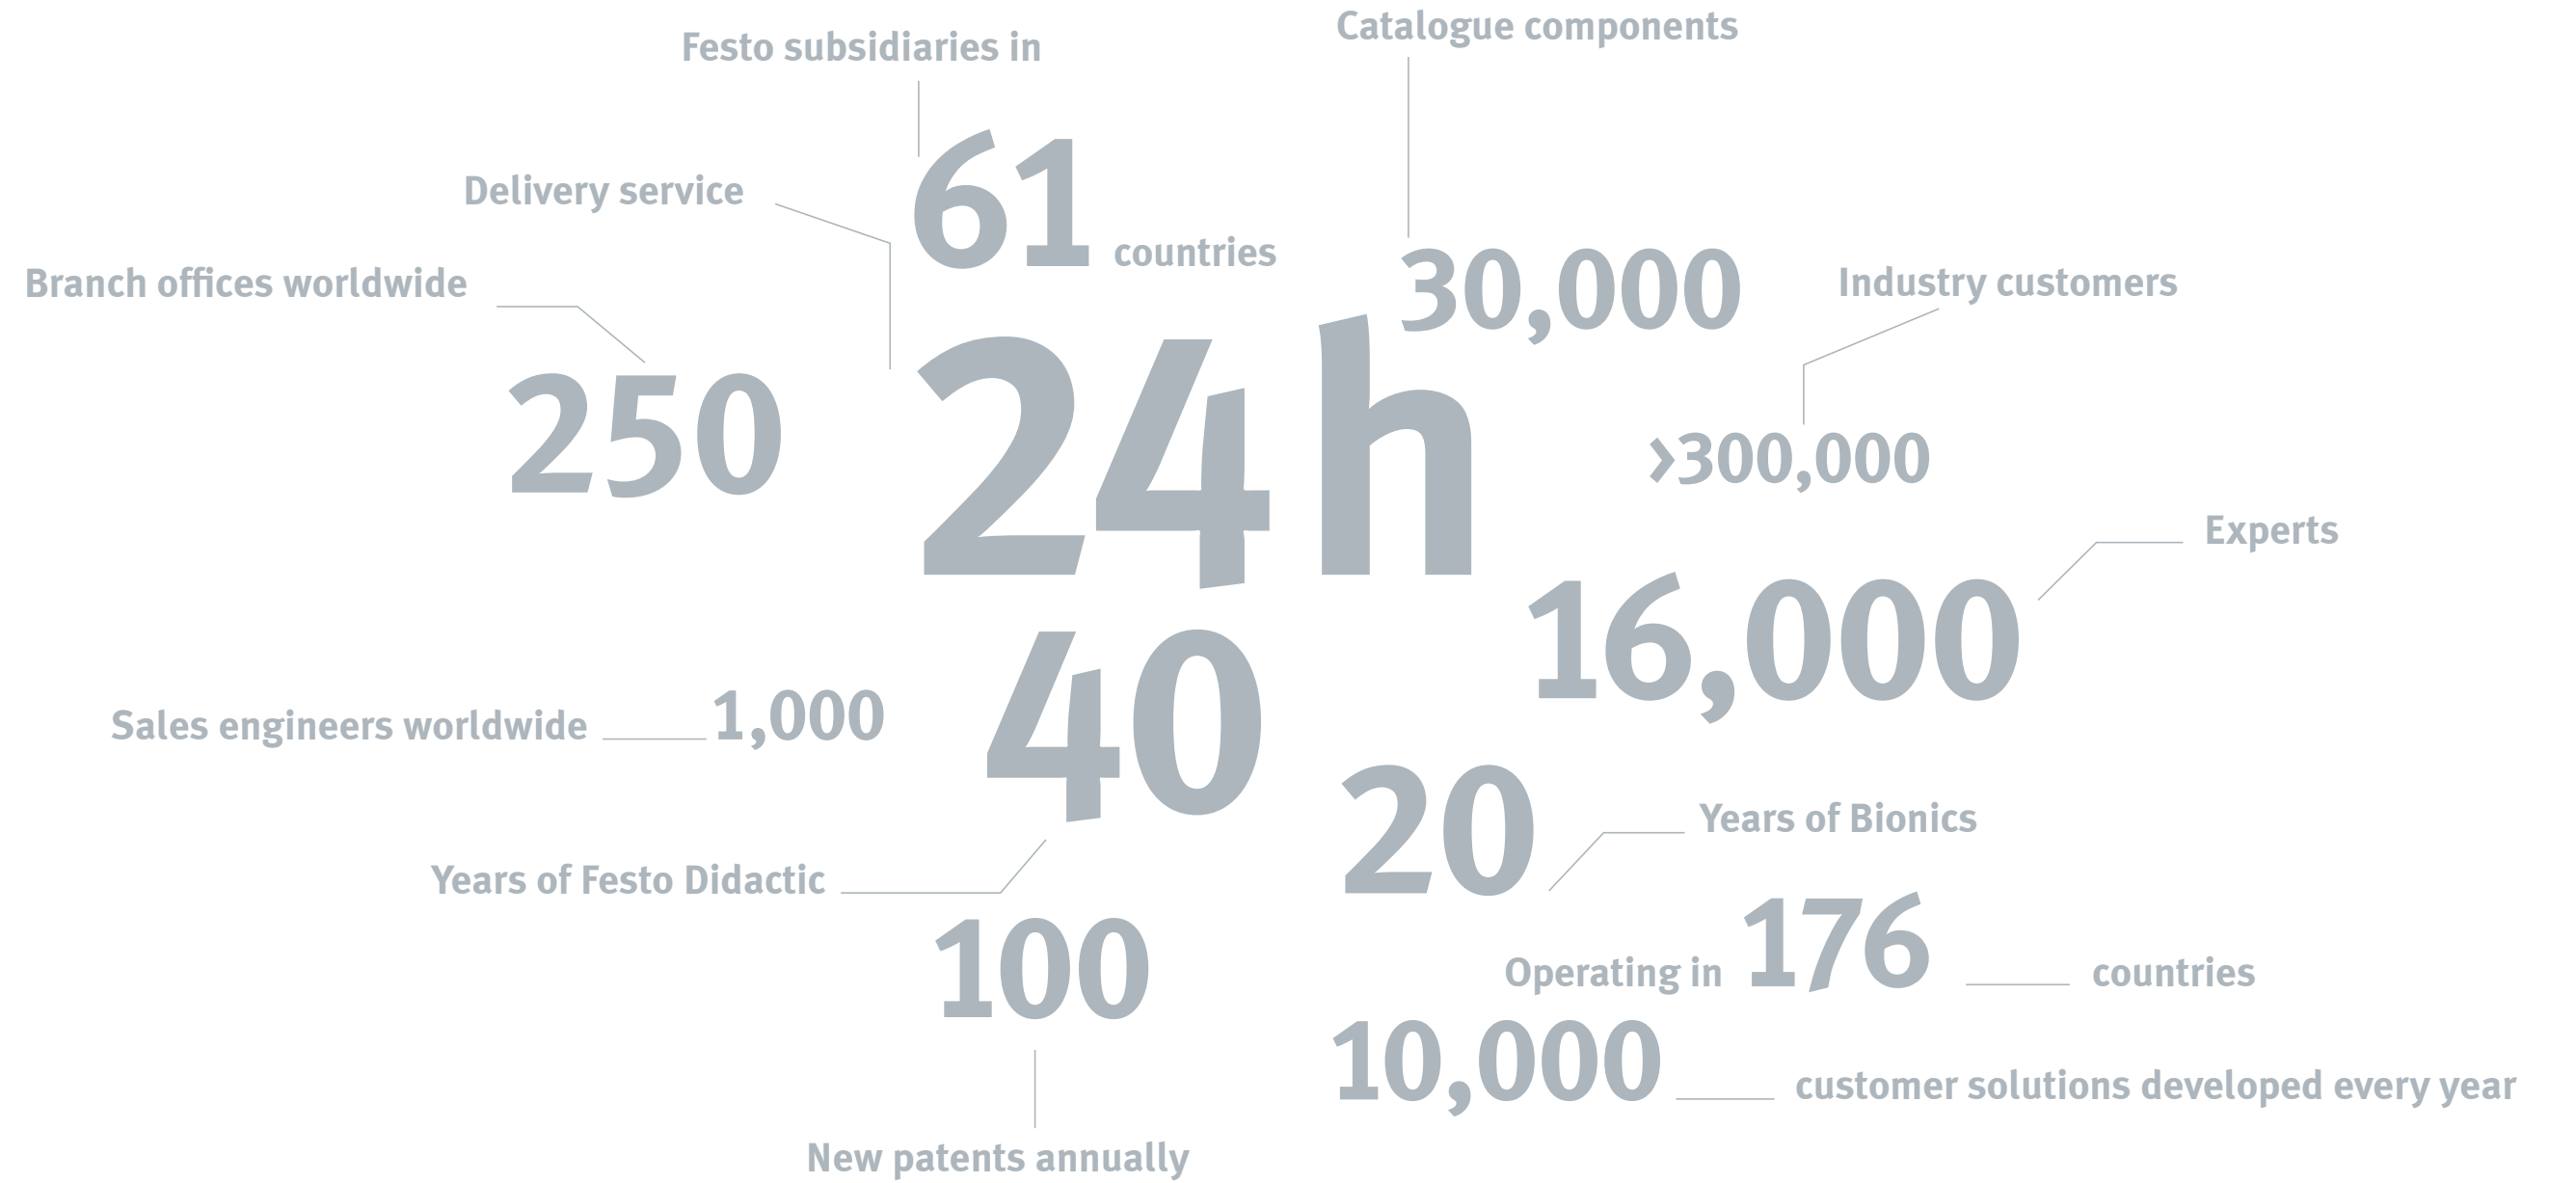 Catalogue components
Festo subsidiaries in
61 countries
Delivery service
24h
Branch offices worldwide
250
30,000
Industry customers
>300,000
Experts
16,000
40
Sales engineers worldwide 1,000
20
Years of Bionics
Years of Festo Didactic
100
Operating in 176 countries
10,000 customer solutions developed every year
New patents annually